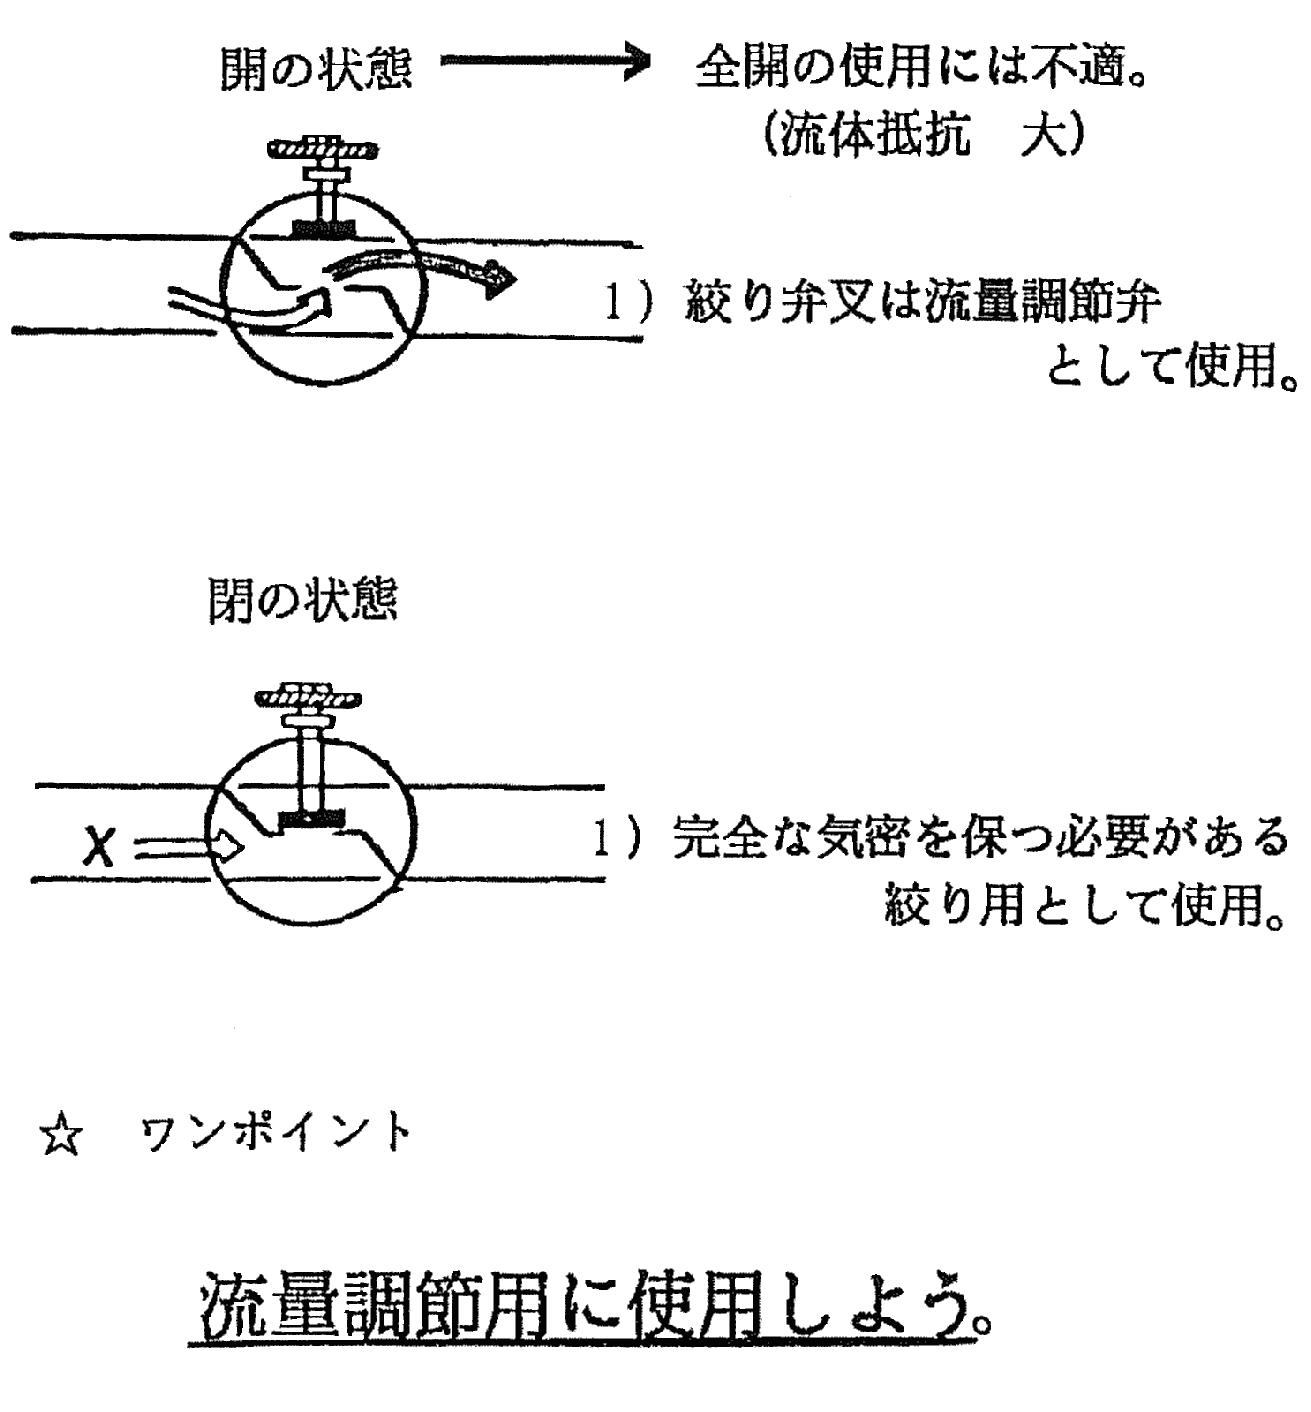 開の状態 ⟶ 全開の使用には不適。
(流体抵抗 大)
1) 絞り弁叉は流量調節弁
として使用。
閉の状態
X
1) 完全な気密を保つ必要がある
絞り用として使用。
☆ ワンポイント
流量調節用に使用しよう。